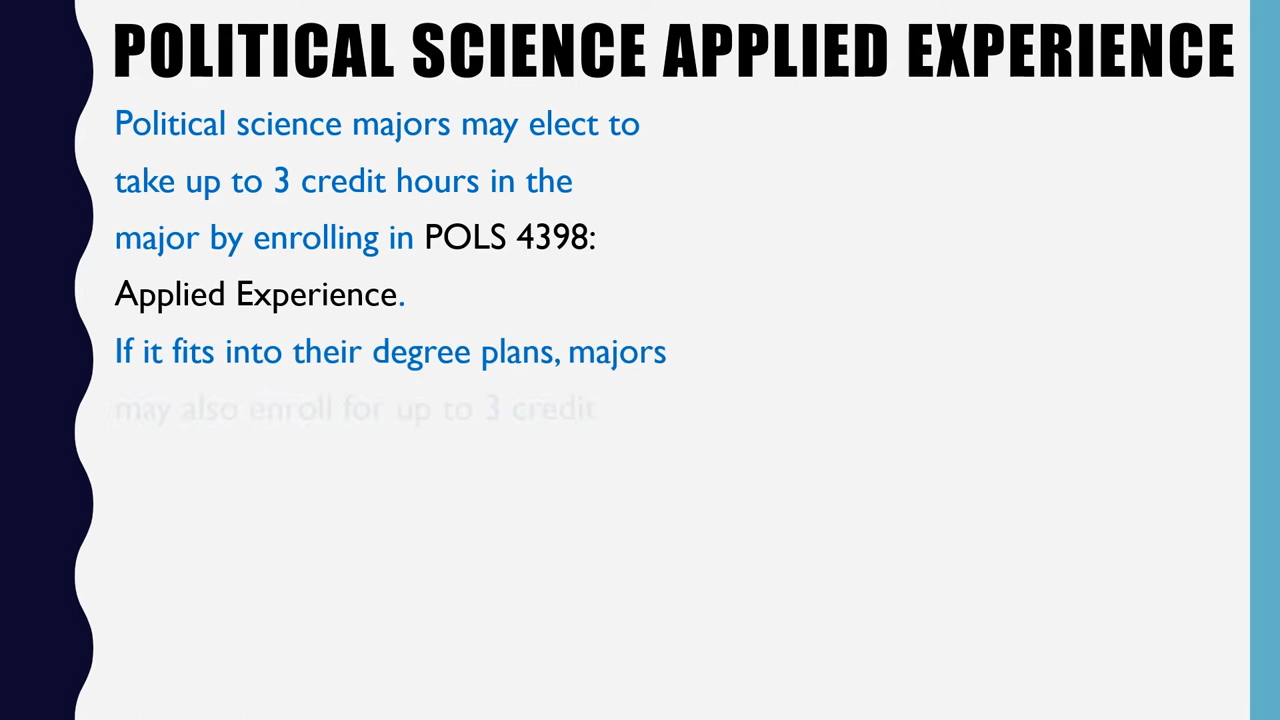 POLITICAL SCIENCE APPLIED EXPERIENCE
Political science majors may elect to
take up to 3 credit hours in the
major by enrolling in POLS 4398:
Applied Experience.
If it fits into their degree plans, majors
may also enroll for up to 3 credit